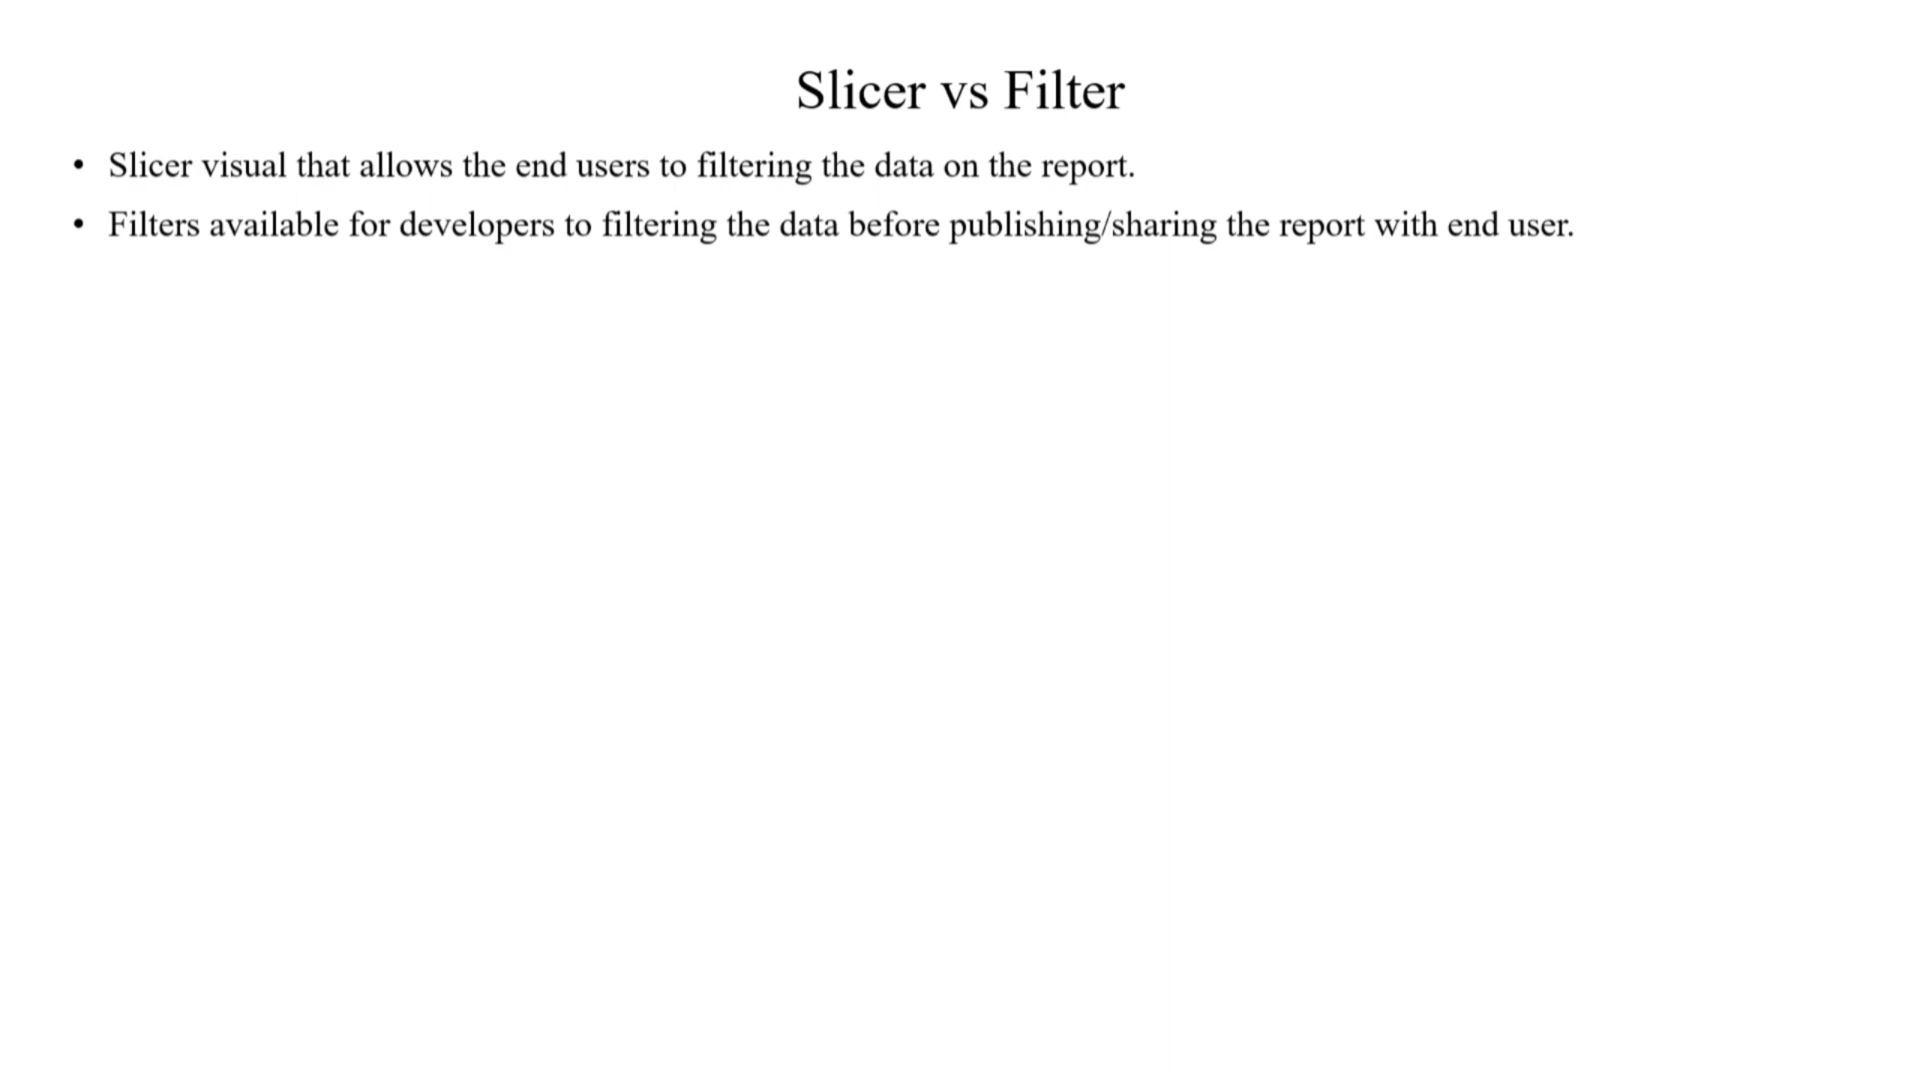 Slicer vs Filter
• Slicer visual that allows the end users to filtering the data on the report.
• Filters available for developers to filtering the data before publishing/sharing the report with end user.